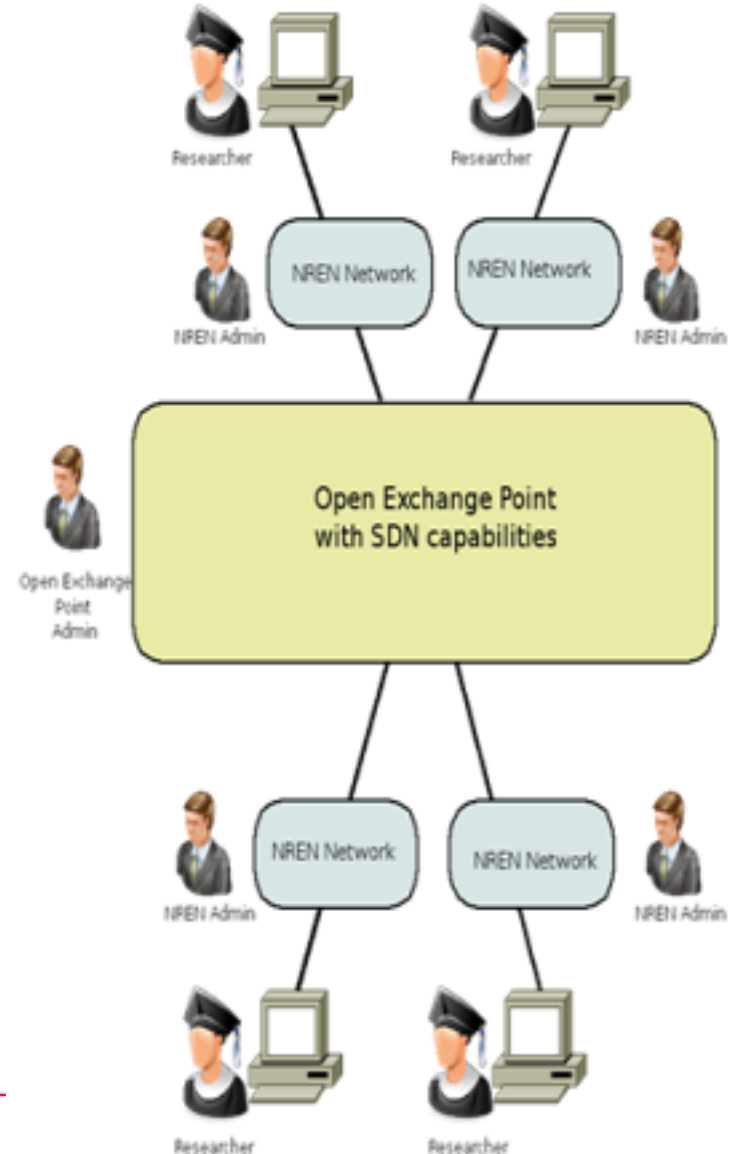 Researcher
Researcher
NREN Network
NREN Network
NREN Admin
NREN Admin
Open Exchange Point
with SDN capabilities
Open Exchange
Point
Admin
NREN Network
NREN Network
NREN Admin
NREN Admin
Researcher
Researcher